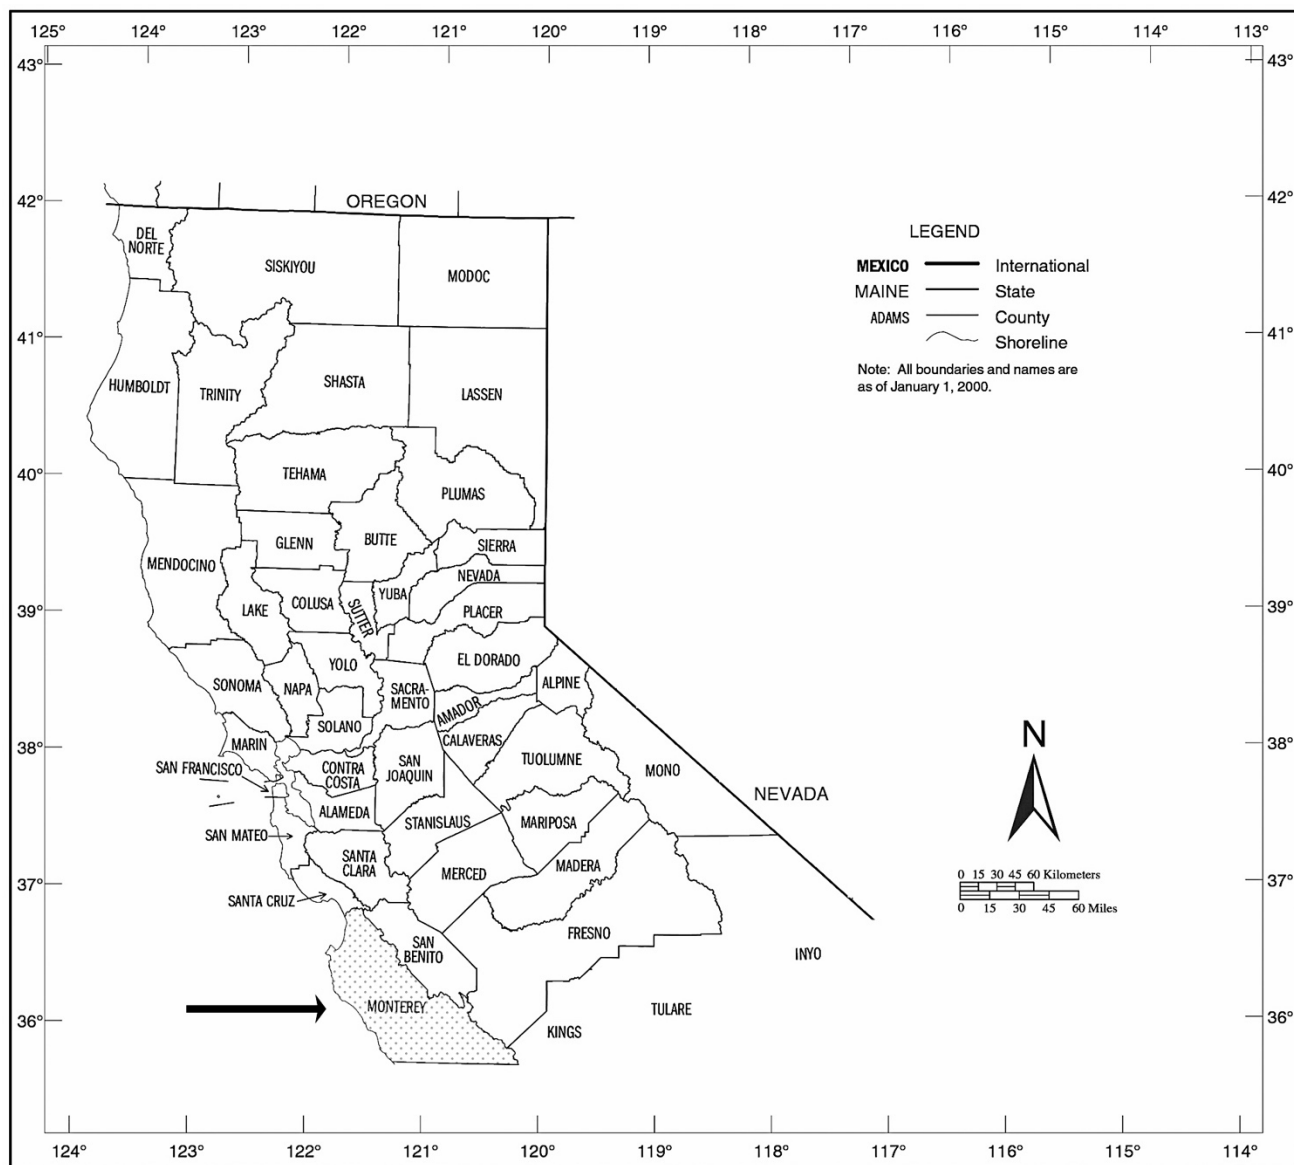 125° 124° 123° 122° 121° 120° 119° 118° 117° 116° 115° 114° 113°
43° 43°
42° 42°
OREGON
DEL
NORTE
SISKIYOU
MODOC
LEGEND
MEXICO International
MAINE State
ADAMS County
Shoreline
Note: All boundaries and names are
as of January 1, 2000.
41° 41°
HUMBOLDT
TRINITY
SHASTA
LASSEN
40° 40°
TEHAMA
PLUMAS
GLENN
BUTTE
SIERRA
MENDOCINO
NEVADA
YUBA
COLUSA
SUTTER
LAKE
PLACER
39° 39°
YOLO
EL DORADO
SONOMA
NAPA
SACRA-
MENTO
ALPINE
AMADOR
SOLANO
38° 38°
MARIN
CALAVERAS
SAN FRANCISCO
CONTRA
COSTA
SAN
JOAQUIN
TUOLUMNE
MONO
NEVADA
N
ALAMEDA
STANISLAUS
MARIPOSA
SAN MATEO
SANTA
CLARA
MERCED
MADERA
37° 37°
0 15 30 45 60 Kilometers
0 15 30 45 60 Miles
SANTA CRUZ
FRESNO
SAN
BENITO
INYO
MONTEREY
TULARE
36° 36°
KINGS
124° 123° 122° 121° 120° 119° 118° 117° 116° 115° 114°